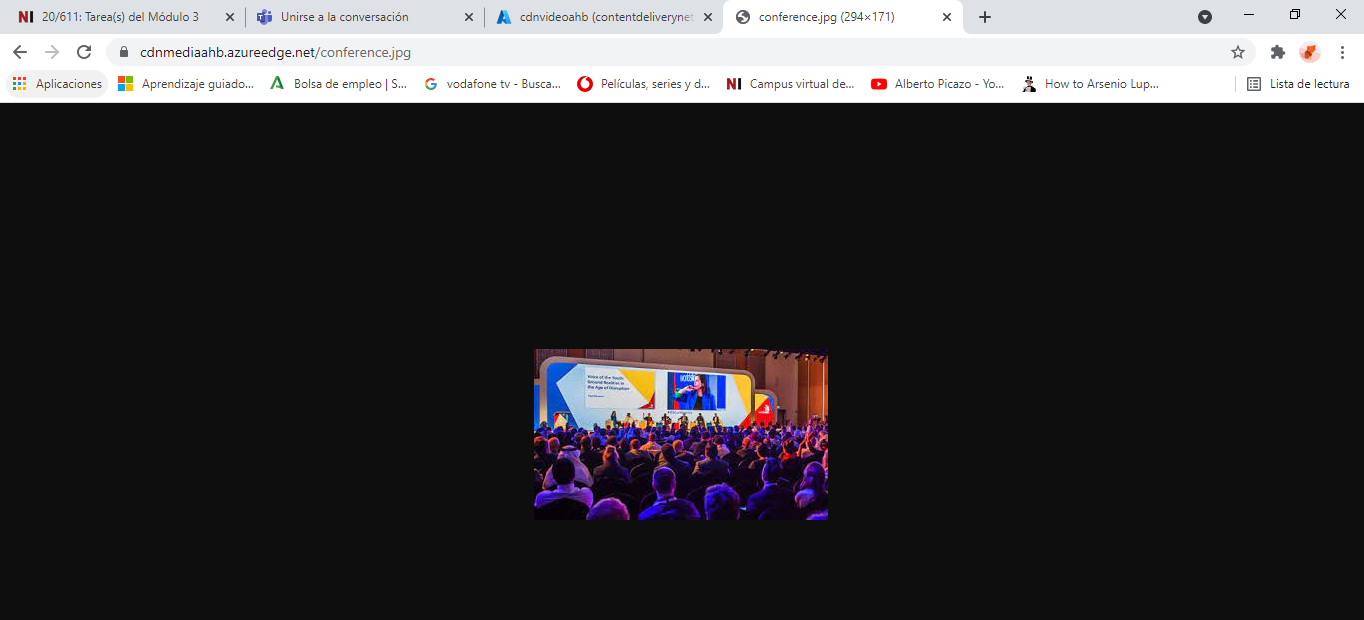 20/611: Tarea(s) del Módulo 3
Unirse a la conversación
cdnvideoahb (contentdeliverynet
conference.jpg (294×171)
cdnmediaahb.azureedge.net/conference.jpg
Aplicaciones
Aprendizaje guiado...
Bolsa de empleo | S...
vodafone tv - Busca...
Películas, series y d...
NI Campus virtual de...
Alberto Picazo - Yo...
How to Arsenio Lup...
Lista de lectura
Voice of the Youth
Ground Realities in
the Age of Disruption